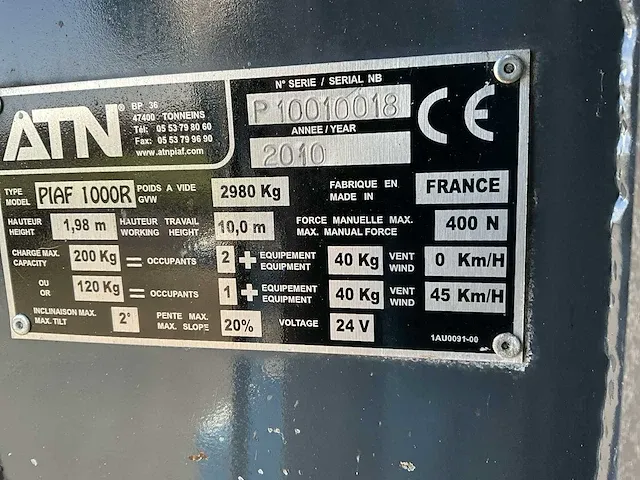 ATN®
BP 36
47400 - TONNEINS
Tél: 05 53 79 80 60
Fax: 05 53 79 96 90
www.atnpiaf.com
N° SERIE / SERIAL NB
P 10010018
ANNEE / YEAR
2010
CE
TYPE MODEL PIAF 1000R POIDS A VIDE GVW 2980 Kg FABRIQUE EN MADE IN FRANCE
HAUTEUR HEIGHT 1,98 m HAUTEUR TRAVAIL WORKING HEIGHT 10,0 m FORCE MANUELLE MAX. MAX. MANUAL FORCE 400 N
CHARGE MAX. CAPACITY 200 Kg = OCCUPANTS 2 + EQUIPEMENT EQUIPMENT 40 Kg VENT WIND 0 Km/H
OU OR 120 Kg = OCCUPANTS 1 + EQUIPEMENT EQUIPMENT 40 Kg VENT WIND 45 Km/H
INCLINAISON MAX. MAX. TILT 2° PENTE MAX. MAX. SLOPE 20% VOLTAGE 24 V
1AU0091-00